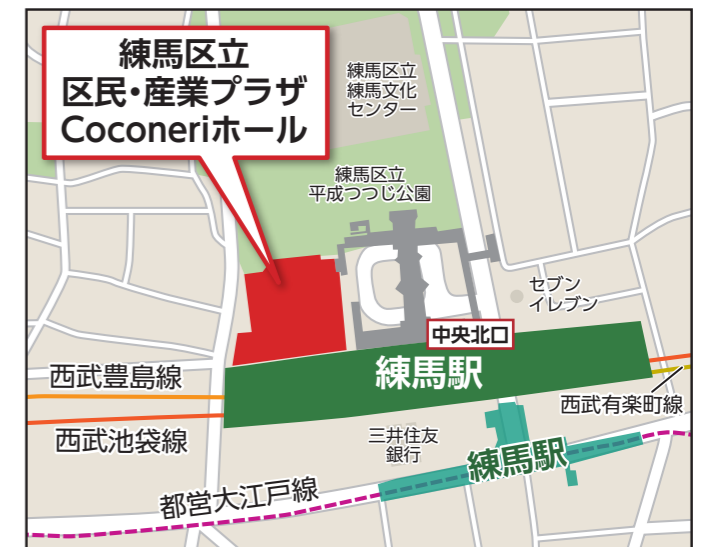 練馬区立
区民・産業プラザ
Coconeriホール
練馬区立
練馬文化
センター
練馬区立
平成つつじ公園
セブン
イレブン
中央北口
練馬駅
西武豊島線
西武有楽町線
西武池袋線
三井住友
銀行
練馬駅
都営大江戸線